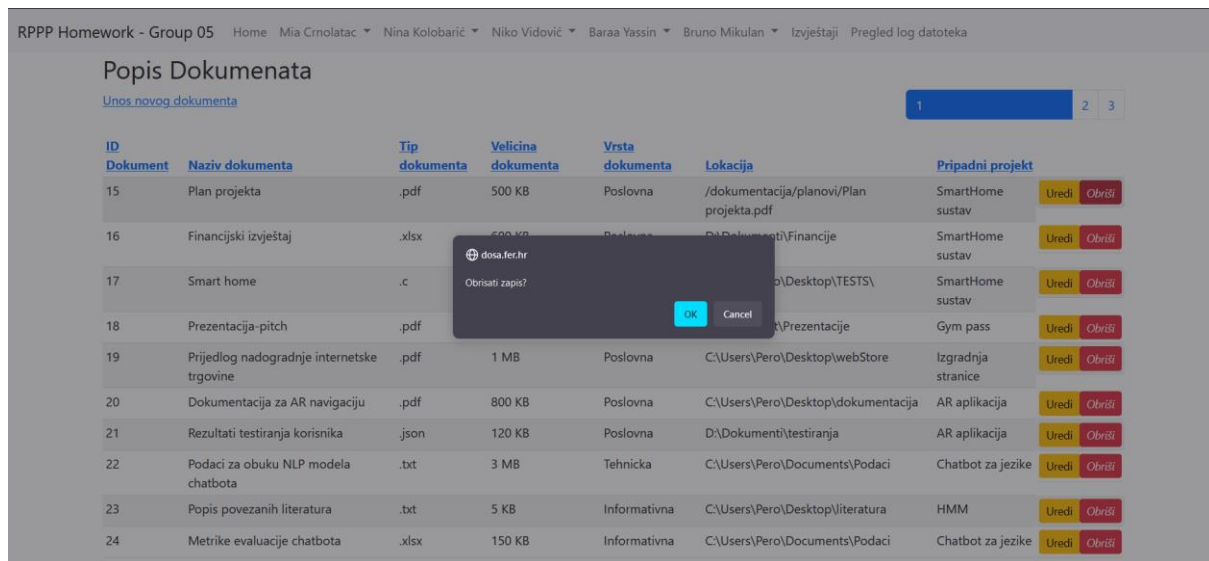 RPPP Homework - Group 05 Home Mia Crnolatac Nina Kolobarić Niko Vidović Baraa Yassin Bruno Mikulan Izvještaji Pregled log datoteka
Popis Dokumenata
Unos novog dokumenta
1 2 3
ID Dokument Naziv dokumenta Tip dokumenta Velicina dokumenta Vrsta dokumenta Lokacija Pripadni projekt
15 Plan projekta .pdf 500 KB Poslovna /dokumentacija/planovi/Plan projekta.pdf SmartHome sustav Uredi Obriši
16 Financijski izvještaj .xlsx 600 KB Poslovna D:\Dokumenti\Financije SmartHome sustav Uredi Obriši
17 Smart home .c o\Desktop\TESTS\ SmartHome sustav Uredi Obriši
18 Prezentacija-pitch .pdf t\Prezentacije Gym pass Uredi Obriši
dosa.fer.hr
Obrisati zapis?
OK Cancel
19 Prijedlog nadogradnje internetske trgovine .pdf 1 MB Poslovna C:\Users\Pero\Desktop\webStore Izgradnja stranice Uredi Obriši
20 Dokumentacija za AR navigaciju .pdf 800 KB Poslovna C:\Users\Pero\Desktop\dokumentacija AR aplikacija Uredi Obriši
21 Rezultati testiranja korisnika .json 120 KB Poslovna D:\Dokumenti\testiranja AR aplikacija Uredi Obriši
22 Podaci za obuku NLP modela chatbota .txt 3 MB Tehnicka C:\Users\Pero\Documents\Podaci Chatbot za jezike Uredi Obriši
23 Popis povezanih literatura .txt 5 KB Informativna C:\Users\Pero\Desktop\literatura HMM Uredi Obriši
24 Metrike evaluacije chatbota .xlsx 150 KB Informativna C:\Users\Pero\Documents\Podaci Chatbot za jezike Uredi Obriši